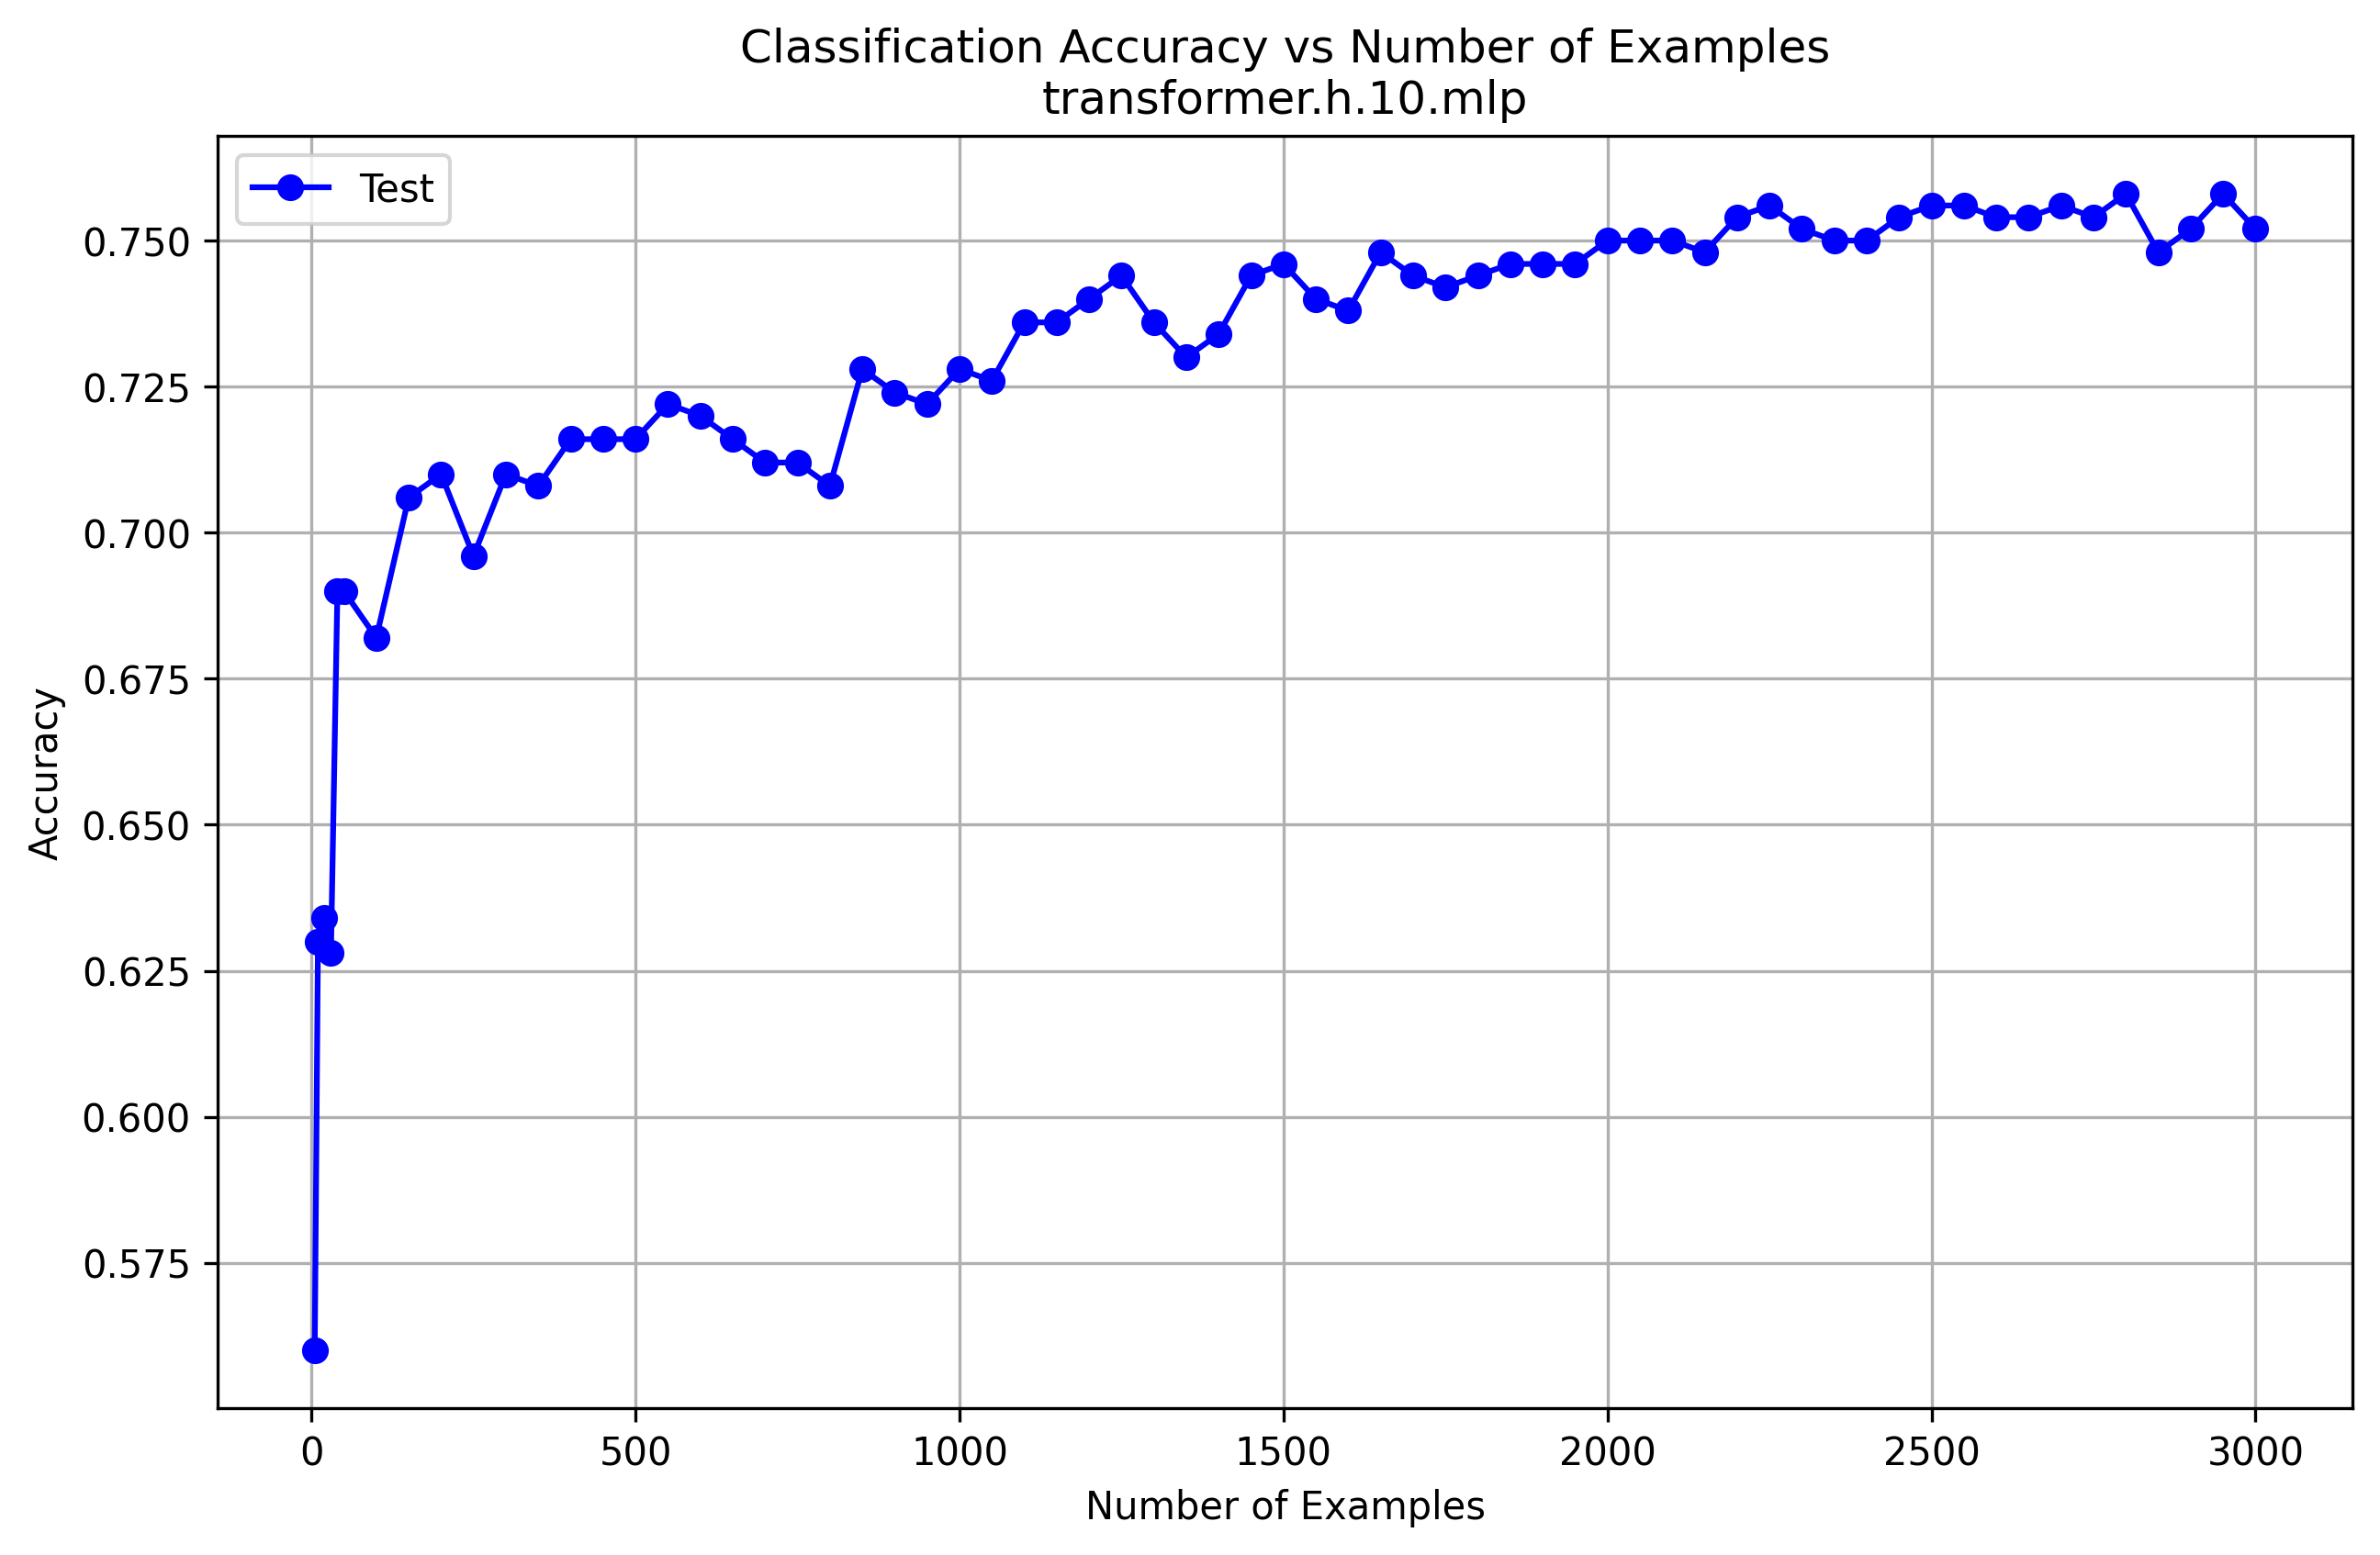 Classification Accuracy vs Number of Examples
transformer.h.10.mlp
Test
0.750
0.725
0.700
0.675
0.650
0.625
0.600
0.575
Accuracy
0 500 1000 1500 2000 2500 3000
Number of Examples